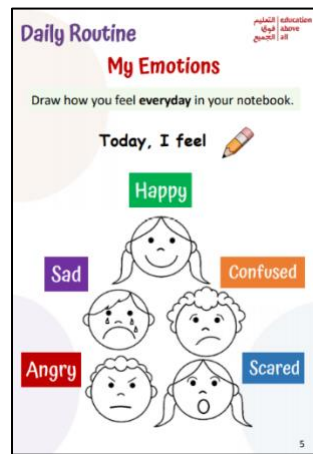 Daily Routine
التعليم | education
فوق | above
الجميع | all
My Emotions
Draw how you feel everyday in your notebook.
Today, I feel
Happy
Sad
Confused
Angry
Scared
5